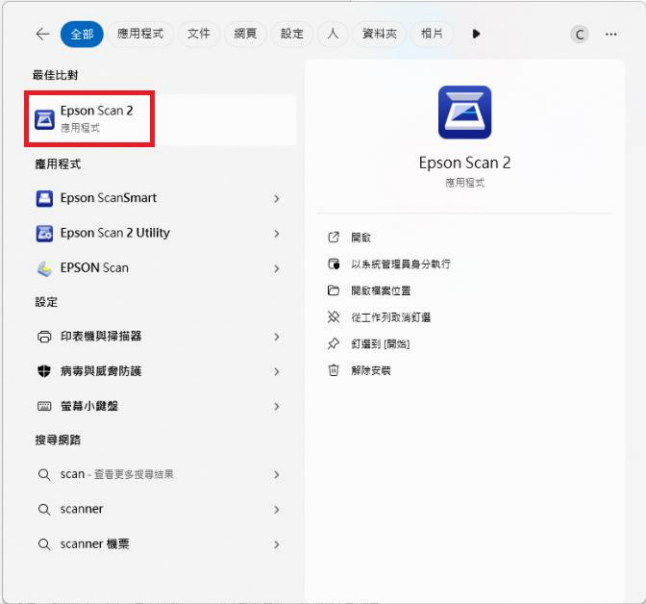 全部 應用程式 文件 網頁 設定 人 資料夾 相片 C
最佳比對
Epson Scan 2
應用程式
應用程式
Epson ScanSmart
Epson Scan 2 Utility
EPSON Scan
設定
印表機與掃描器
病毒與威脅防護
螢幕小鍵盤
搜尋網路
scan - 查看更多搜尋結果
scanner
scanner 機票
Epson Scan 2
應用程式
開啟
以系統管理員身分執行
開啟檔案位置
從工作列取消釘選
釘選到 [開始]
解除安裝